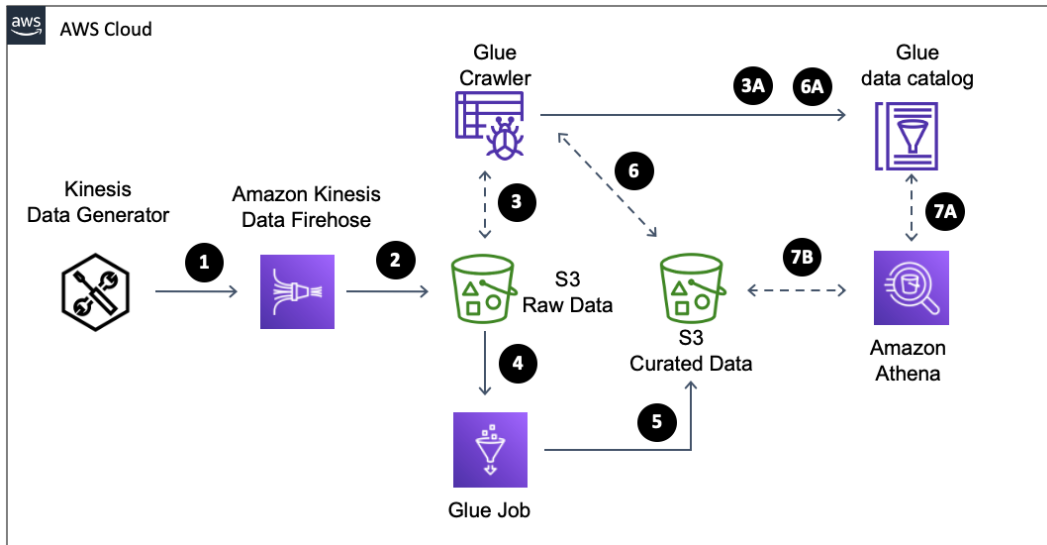 aws
AWS Cloud
Glue
Crawler
3A
6A
Glue
data catalog
Kinesis
Data Generator
Amazon Kinesis
Data Firehose
3
6
7A
1
2
S3
Raw Data
7B
S3
Curated Data
Amazon
Athena
4
5
Glue Job